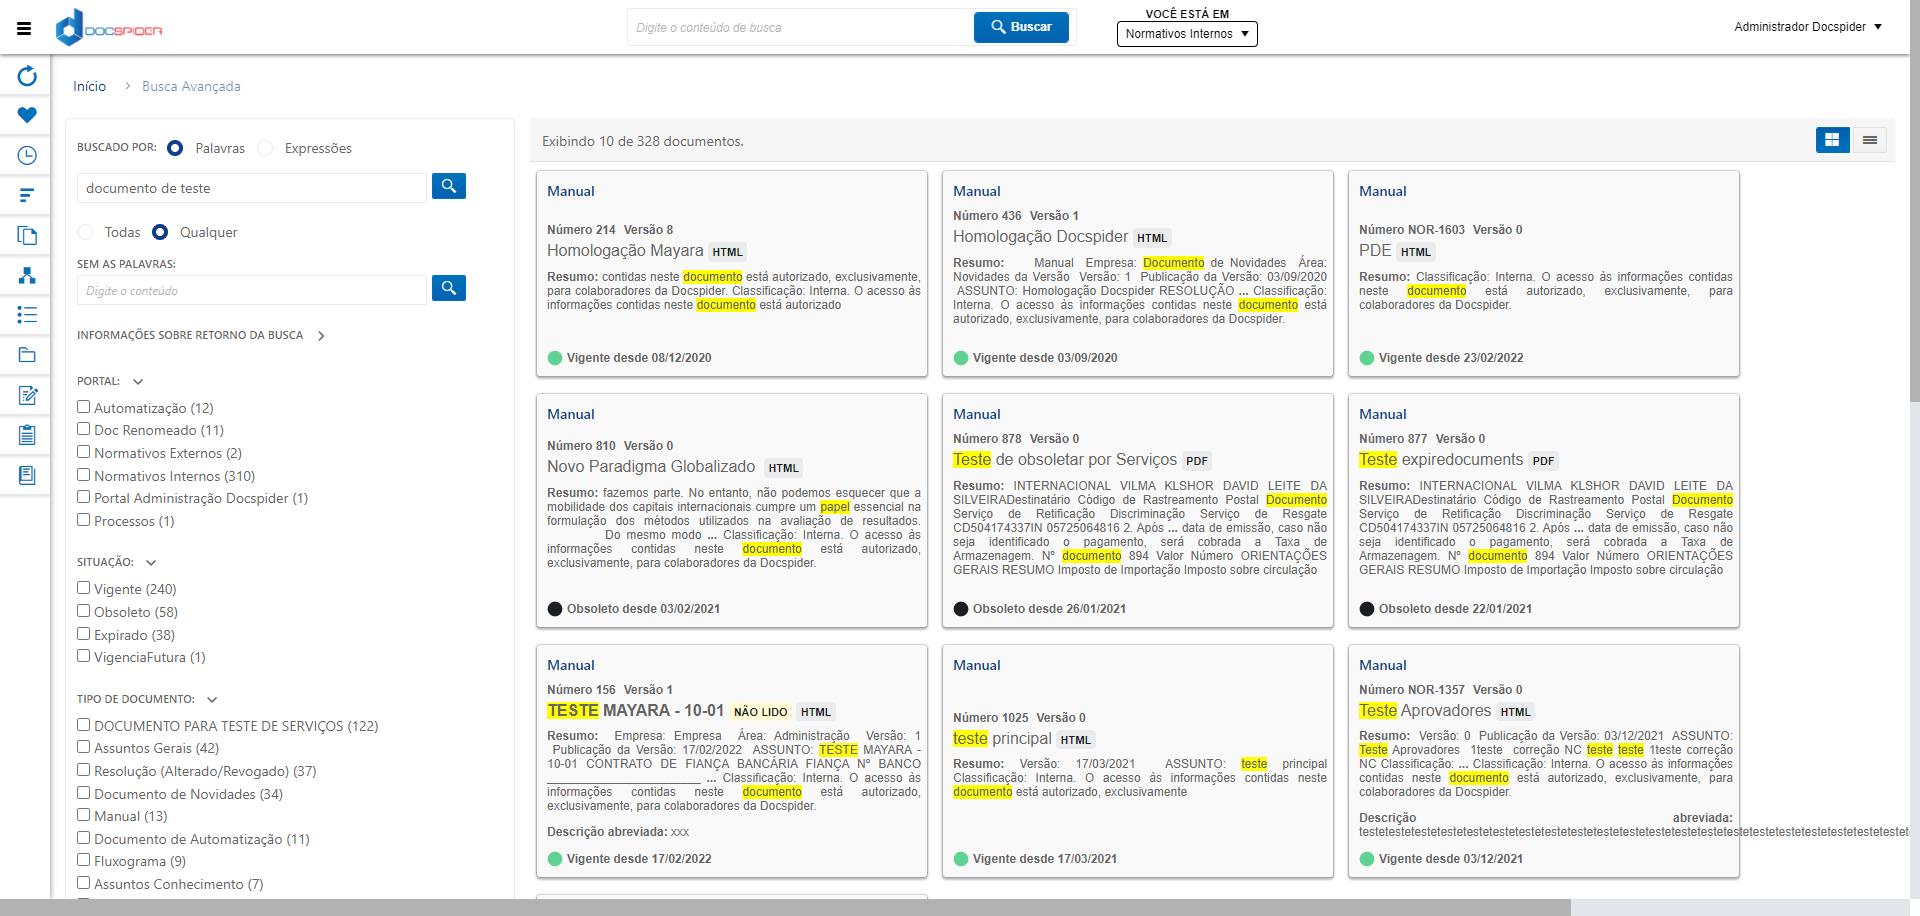 DOCSPIDER
Digite o conteúdo de busca
Buscar
VOCÊ ESTÁ EM
Normativos Internos
Administrador Docspider
Início > Busca Avançada
BUSCADO POR: Palavras Expressões
documento de teste
Todas Qualquer
SEM AS PALAVRAS:
Digite o conteúdo
INFORMAÇÕES SOBRE RETORNO DA BUSCA
PORTAL:
Automatização (12)
Doc Renomeado (11)
Normativos Externos (2)
Normativos Internos (310)
Portal Administração Docspider (1)
Processos (1)
SITUAÇÃO:
Vigente (240)
Obsoleto (58)
Expirado (38)
VigenciaFutura (1)
TIPO DE DOCUMENTO:
DOCUMENTO PARA TESTE DE SERVIÇOS (122)
Assuntos Gerais (42)
Resolução (Alterado/Revogado) (37)
Documento de Novidades (34)
Manual (13)
Documento de Automatização (11)
Fluxograma (9)
Assuntos Conhecimento (7)
Exibindo 10 de 328 documentos.
Manual
Número 214 Versão 8
Homologação Mayara HTML
Resumo: contidas neste documento está autorizado, exclusivamente,
para colaboradores da Docspider. Classificação: Interna. O acesso às
informações contidas neste documento está autorizado
Vigente desde 08/12/2020
Manual
Número 436 Versão 1
Homologação Docspider HTML
Resumo: Manual Empresa: Documento de Novidades Área:
Novidades da Versão Versão: 1 Publicação da Versão: 03/09/2020
ASSUNTO: Homologação Docspider RESOLUÇÃO ... Classificação:
Interna. O acesso às informações contidas neste documento está
autorizado, exclusivamente, para colaboradores da Docspider.
Vigente desde 03/09/2020
Manual
Número NOR-1603 Versão 0
PDE HTML
Resumo: Classificação: Interna. O acesso às informações contidas
neste documento está autorizado, exclusivamente, para
colaboradores da Docspider.
Vigente desde 23/02/2022
Manual
Número 810 Versão 0
Novo Paradigma Globalizado HTML
Resumo: fazemos parte. No entanto, não podemos esquecer que a
mobilidade dos capitais internacionais cumpre um papel essencial na
formulação dos métodos utilizados na avaliação de resultados.
Do mesmo modo ... Classificação: Interna. O acesso às
informações contidas neste documento está autorizado,
exclusivamente, para colaboradores da Docspider.
Obsoleto desde 03/02/2021
Manual
Número 878 Versão 0
Teste de obsoletar por Serviços PDF
Resumo: INTERNACIONAL VILMA KLSHOR DAVID LEITE DA
SILVEIRADestinatário Código de Rastreamento Postal Documento
Serviço de Retificação Discriminação Serviço de Resgate
CD504174337IN 05725064816 2. Após ... data de emissão, caso não
seja identificado o pagamento, será cobrada a Taxa de
Armazenagem. Nº documento 894 Valor Número ORIENTAÇÕES
GERAIS RESUMO Imposto de Importação Imposto sobre circulação
Obsoleto desde 26/01/2021
Manual
Número 877 Versão 0
Teste expiredocuments PDF
Resumo: INTERNACIONAL VILMA KLSHOR DAVID LEITE DA
SILVEIRADestinatário Código de Rastreamento Postal Documento
Serviço de Retificação Discriminação Serviço de Resgate
CD504174337IN 05725064816 2. Após ... data de emissão, caso não
seja identificado o pagamento, será cobrada a Taxa de
Armazenagem. Nº documento 894 Valor Número ORIENTAÇÕES
GERAIS RESUMO Imposto de Importação Imposto sobre circulação
Obsoleto desde 22/01/2021
Manual
Número 156 Versão 1
TESTE MAYARA - 10-01 NÃO LIDO HTML
Resumo: Empresa: Empresa Área: Administração Versão: 1
Publicação da Versão: 17/02/2022 ASSUNTO: TESTE MAYARA -
10-01 CONTRATO DE FIANÇA BANCÁRIA FIANÇA Nº BANCO
_______________________ ... Classificação: Interna. O acesso às
informações contidas neste documento está autorizado,
exclusivamente, para colaboradores da Docspider.
Descrição abreviada: xxx
Vigente desde 17/02/2022
Manual
Número 1025 Versão 0
teste principal HTML
Resumo: Versão: 17/03/2021 ASSUNTO: teste principal
Classificação: Interna. O acesso às informações contidas neste
documento está autorizado, exclusivamente
Vigente desde 17/03/2021
Manual
Número NOR-1357 Versão 0
Teste Aprovadores HTML
Resumo: Versão: 0 Publicação da Versão: 03/12/2021 ASSUNTO:
Teste Aprovadores 1teste correção NC teste teste 1teste correção
NC Classificação: ... Classificação: Interna. O acesso às informações
contidas neste documento está autorizado, exclusivamente, para
colaboradores da Docspider.
Descrição abreviada:
testetestetestetestetestetestetestetestetestetestetestetestetestetestetestetestetestetestetestetestetestetestetestetestet
Vigente desde 03/12/2021